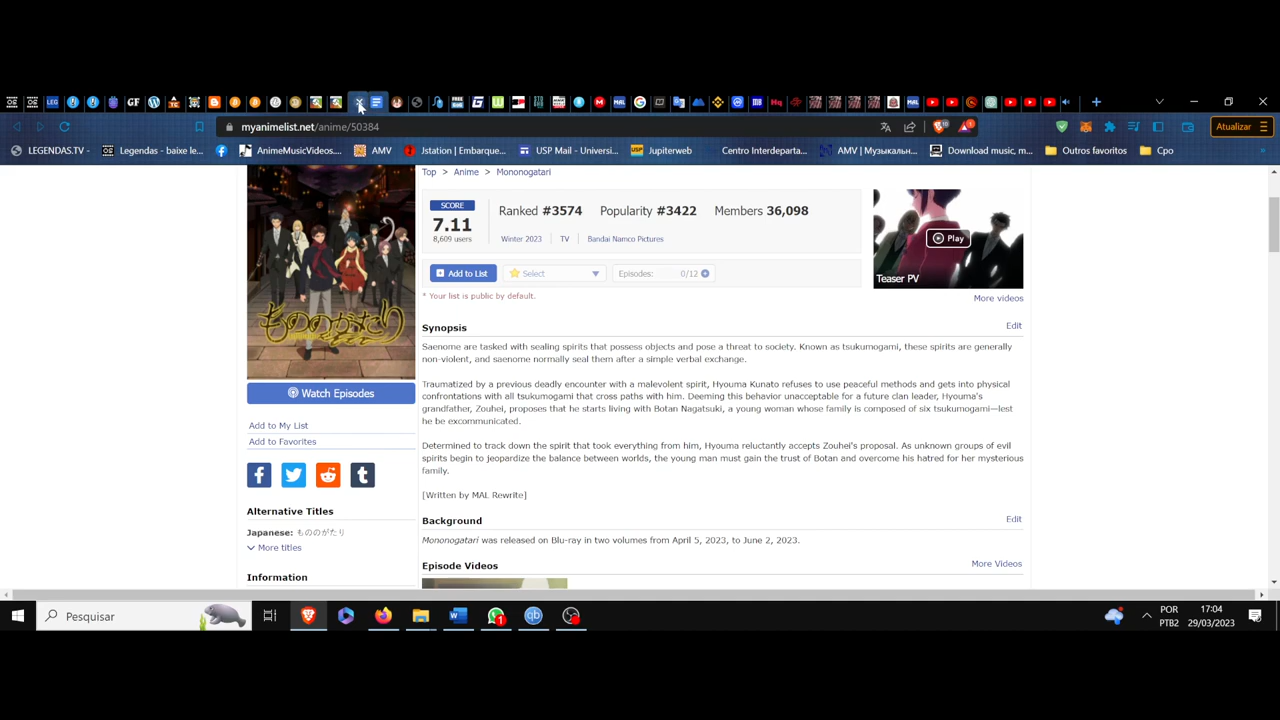 myanimelist.net/anime/50384
Atualizar
LEGENDAS.TV -
Legendas - baixe le...
AnimeMusicVideos....
AMV
Jstation | Embarque...
USP Mail - Universi...
Jupiterweb
Centro Interdeparta...
AMV | Музыкальн...
Download music, m...
Outros favoritos
Cpo
Top > Anime > Mononogatari
SCORE
7.11
8,609 users
Ranked #3574 Popularity #3422 Members 36,098
Winter 2023 TV Bandai Namco Pictures
Play
Teaser PV
Add to List
Select
Episodes: 0/12
* Your list is public by default.
More videos
Synopsis
Edit
Saenome are tasked with sealing spirits that possess objects and pose a threat to society. Known as tsukumogami, these spirits are generally
non-violent, and saenome normally seal them after a simple verbal exchange.
Traumatized by a previous deadly encounter with a malevolent spirit, Hyouma Kunato refuses to use peaceful methods and gets into physical
confrontations with all tsukumogami that cross paths with him. Deeming this behavior unacceptable for a future clan leader, Hyouma's
grandfather, Zouhei, proposes that he starts living with Botan Nagatsuki, a young woman whose family is composed of six tsukumogami—lest
he be excommunicated.
Determined to track down the spirit that took everything from him, Hyouma reluctantly accepts Zouhei's proposal. As unknown groups of evil
spirits begin to jeopardize the balance between worlds, the young man must gain the trust of Botan and overcome his hatred for her mysterious
family.
[Written by MAL Rewrite]
Background
Edit
Mononogatari was released on Blu-ray in two volumes from April 5, 2023, to June 2, 2023.
Episode Videos
More Videos
もののがたり
Watch Episodes
Add to My List
Add to Favorites
Alternative Titles
Japanese: もののがたり
More titles
Information
Pesquisar
POR
PTB2
17:04
29/03/2023